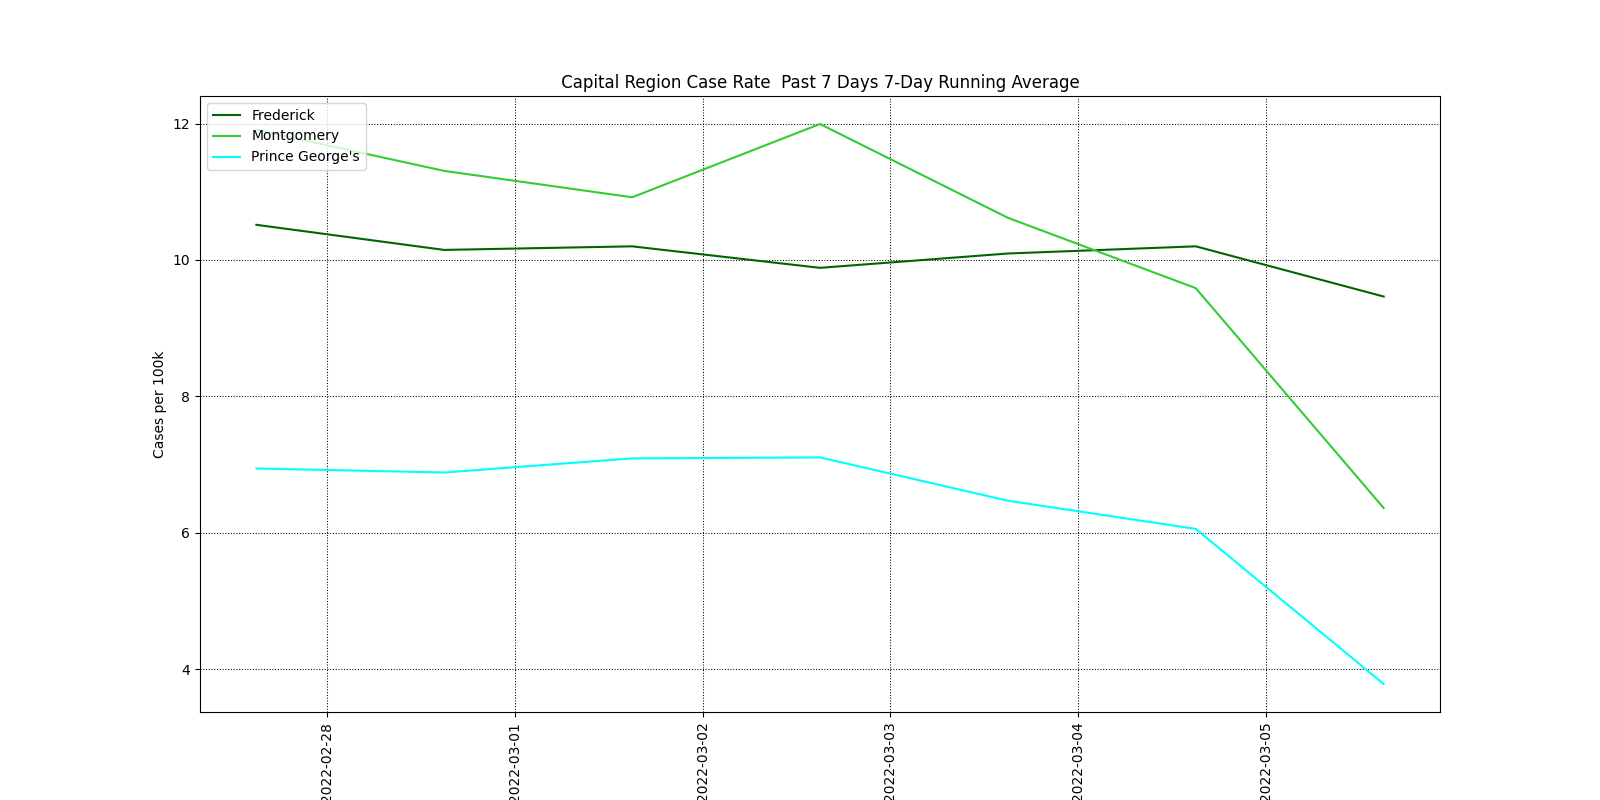 Capital Region Case Rate  Past 7 Days 7-Day Running Average
Frederick
Montgomery
Prince George's
12
10
8
6
4
Cases per 100k
2022-02-28
2022-03-01
2022-03-02
2022-03-03
2022-03-04
2022-03-05